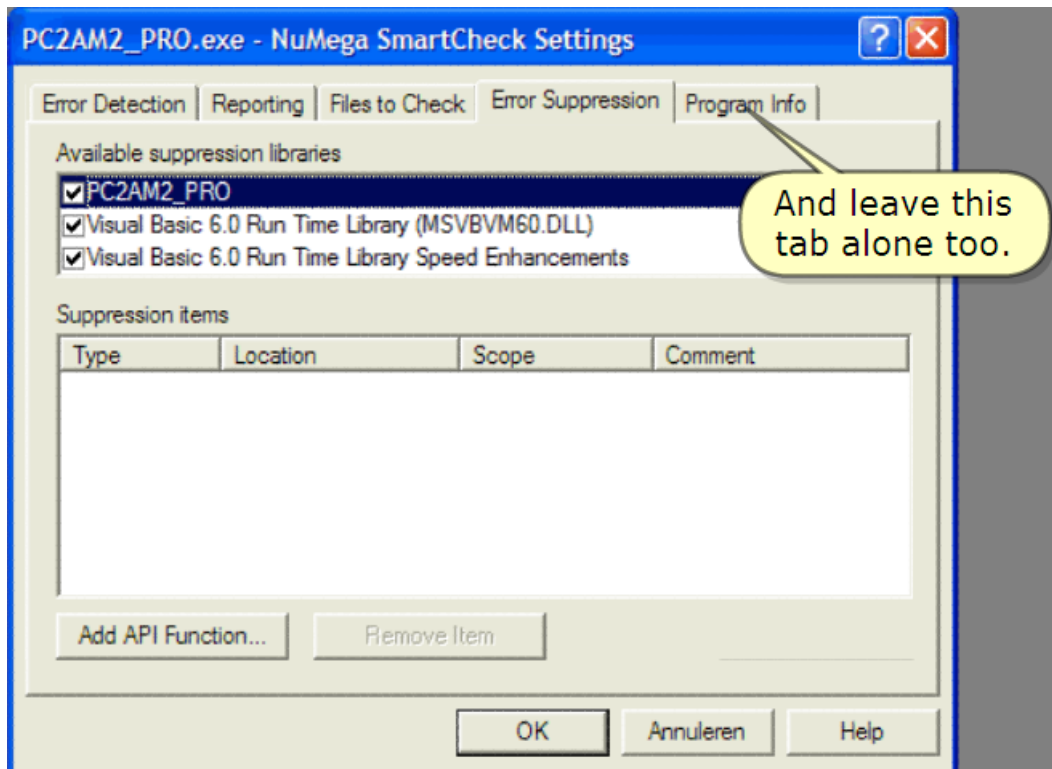 PC2AM2_PRO.exe - NuMega SmartCheck Settings
Error Detection Reporting Files to Check Error Suppression Program Info
Available suppression libraries
PC2AM2_PRO
Visual Basic 6.0 Run Time Library (MSVBVM60.DLL)
Visual Basic 6.0 Run Time Library Speed Enhancements
And leave this
tab alone too.
Suppression items
Type Location Scope Comment
Add API Function... Remove Item
OK Annuleren Help